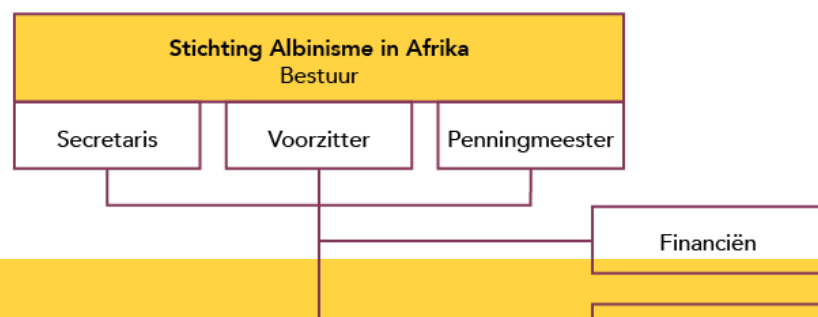 Stichting Albinisme in Afrika
Bestuur
Secretaris
Voorzitter
Penningmeester
Financiën